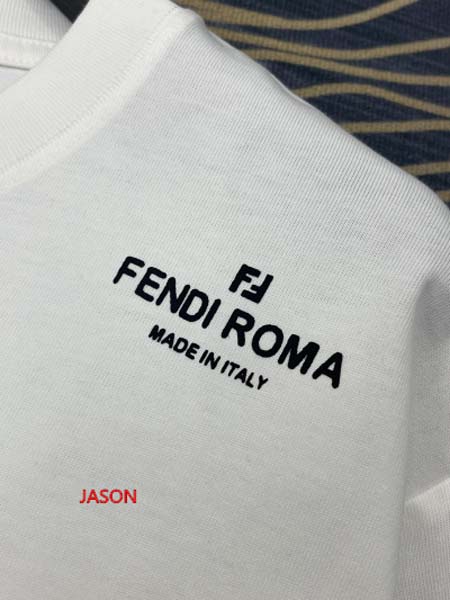 FF
FENDI ROMA
MADE IN ITALY
JASON